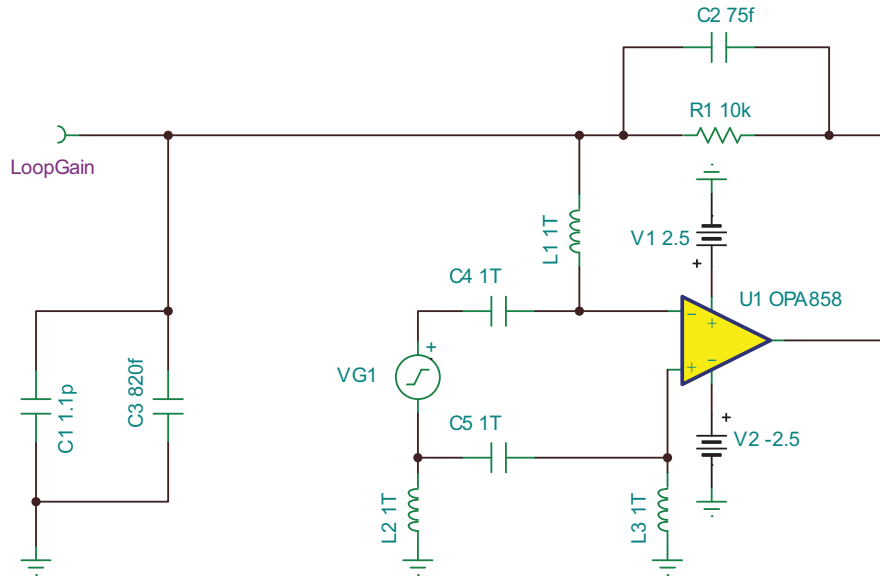 C2 75f
R1 10k
LoopGain
L1 1T
V1 2.5
+
C4 1T
U1 OPA858
−
+
+
VG1
−
+
C1 1.1p
C3 820f
C5 1T
+
V2 -2.5
L2 1T
L3 1T